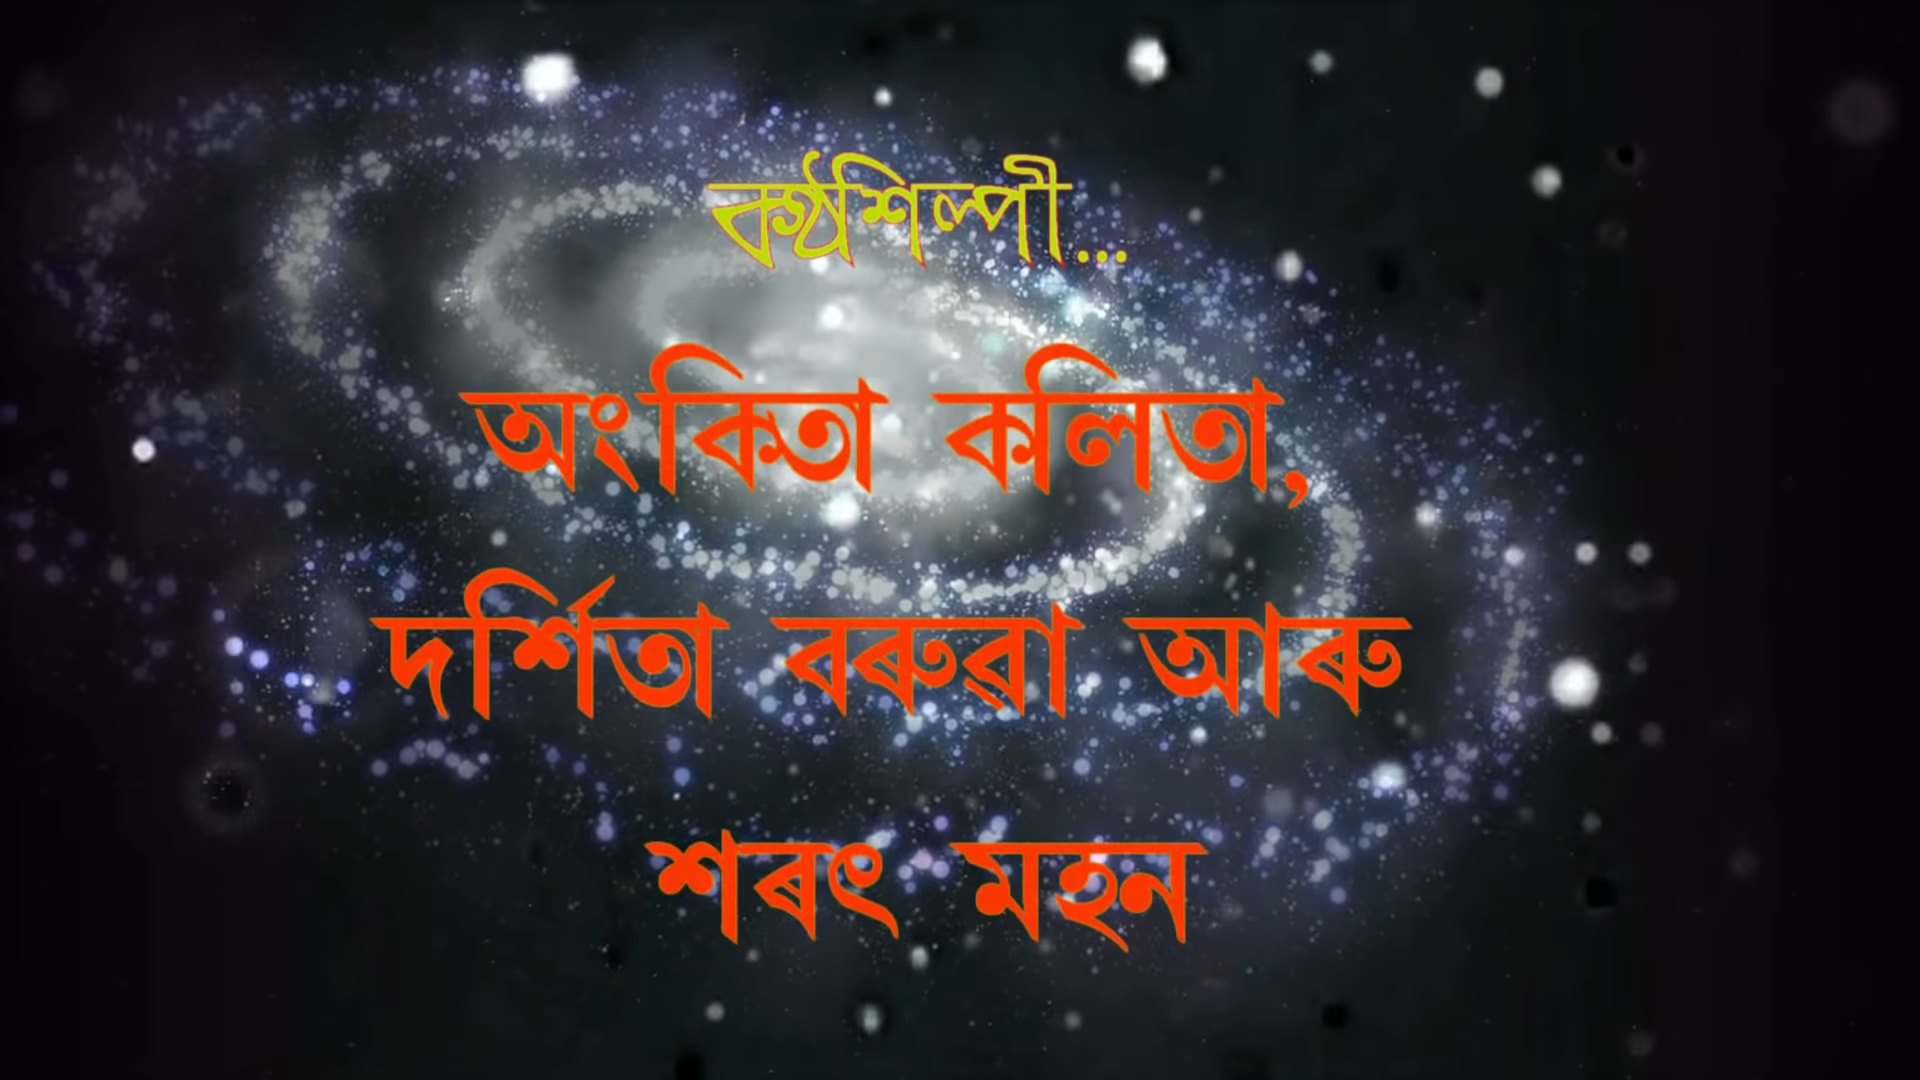 কণ্ঠশিল্পী...
অংকিতা কলিতা,
দৰ্শিতা বৰুৱা আৰু
শৰৎ মহন